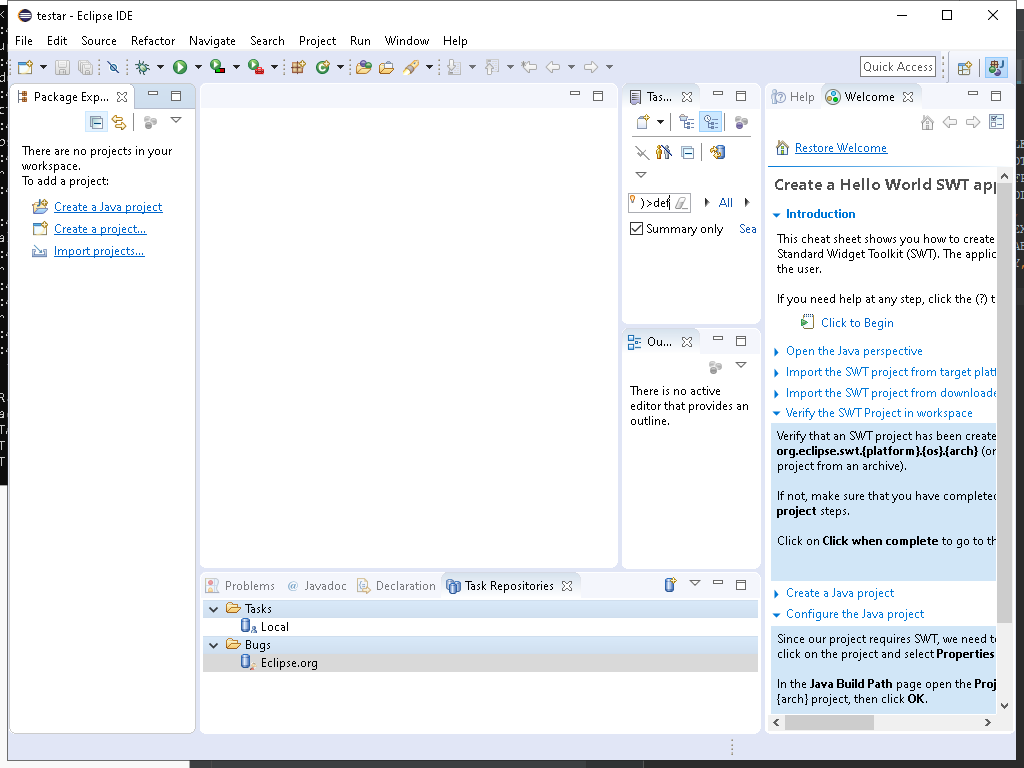 testar - Eclipse IDE
File Edit Source Refactor Navigate Search Project Run Window Help
Quick Access
Package Exp...
There are no projects in your
workspace.
To add a project:
Create a Java project
Create a project...
Import projects...
Tas...
)>def
All
Summary only
Sea
Ou...
There is no active
editor that provides an
outline.
Problems @ Javadoc Declaration Task Repositories
Tasks
Local
Bugs
Eclipse.org
Help Welcome
Restore Welcome
Create a Hello World SWT app
Introduction
This cheat sheet shows you how to create
Standard Widget Toolkit (SWT). The applic
the user.
If you need help at any step, click the (?) t
Click to Begin
Open the Java perspective
Import the SWT project from target platf
Import the SWT project from downloade
Verify the SWT Project in workspace
Verify that an SWT project has been create
org.eclipse.swt.{platform}.{os}.{arch} (or
project from an archive).
If not, make sure that you have completed
project steps.
Click on Click when complete to go to th
Create a Java project
Configure the Java project
Since our project requires SWT, we need to
click on the project and select Properties
In the Java Build Path page open the Proj
{arch} project, then click OK.